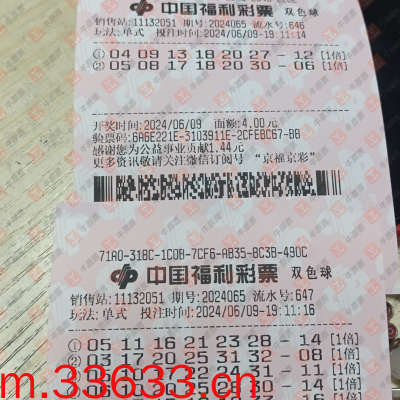 中国福利彩票 双色球
销售站:11132051 期号:2024065 流水号:646
玩法:单式 投注时间:2024/06/09-19:11:14
① 04 09 13 18 20 27 - 12 [1倍]
② 05 08 17 18 20 30 - 06 [1倍]
开奖时间:2024/06/09 面额:4.00元
验票码:6A6E221E-3103911E-2CFEBC67-BB
感谢您为公益事业贡献1.44元
更多资讯敬请关注微信订阅号 “京福京彩”
71A0-318C-1C0B-7CF6-AB35-BC3B-490C
中国福利彩票 双色球
销售站:11132051 期号:2024065 流水号:647
玩法:单式 投注时间:2024/06/09-19:11:16
① 05 11 16 21 23 28 - 14 [1倍]
② 03 17 20 25 31 32 - 08 [1倍]
22 24 31 - 11 [1倍]
28 30 - 14 [1倍]
m.33633.cn